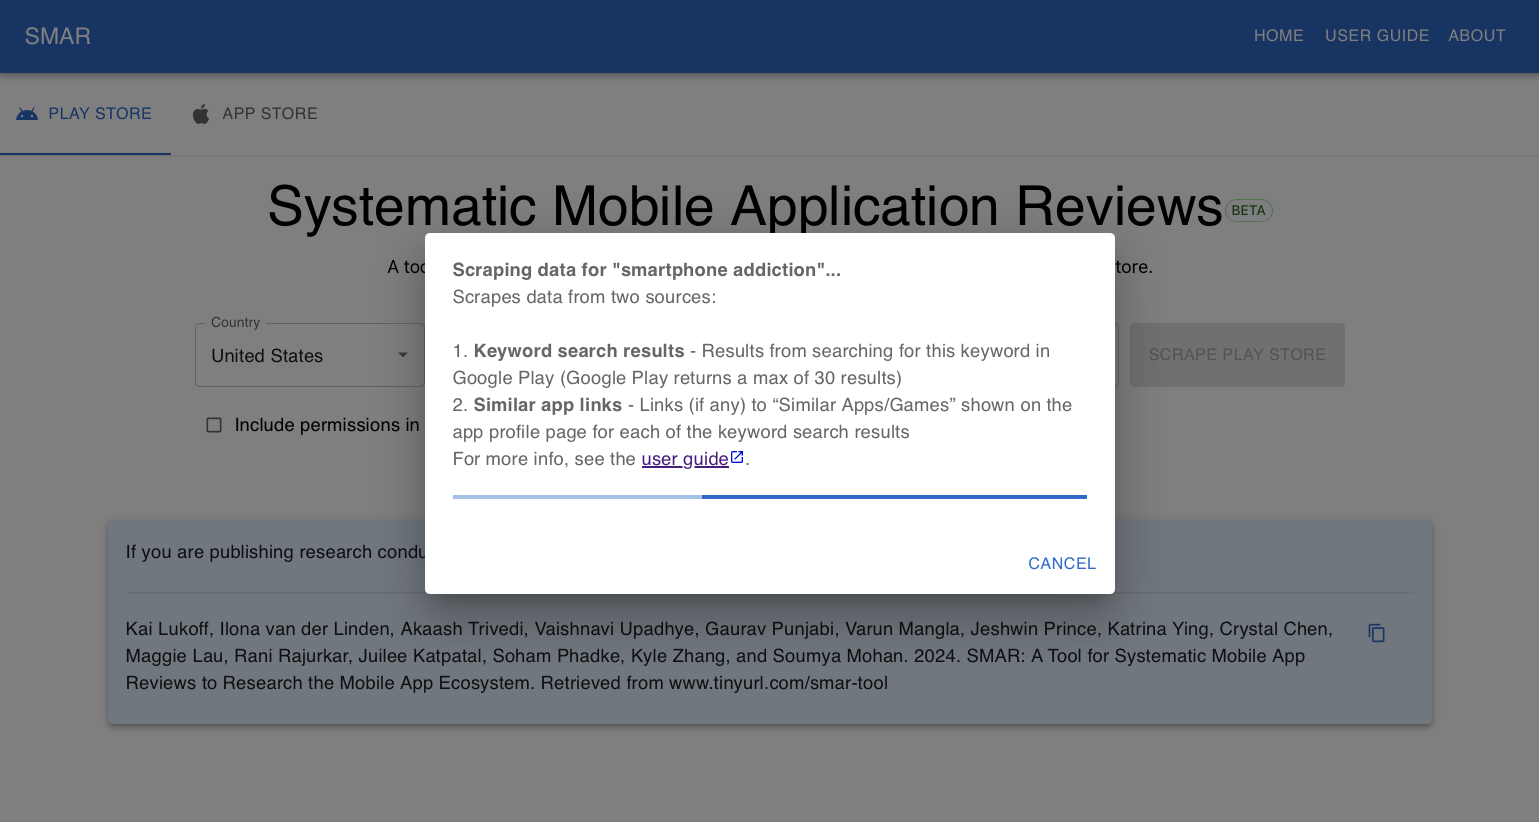 SMAR
HOME USER GUIDE ABOUT
PLAY STORE APP STORE
Systematic Mobile Application Reviews BETA
A tore.
Scraping data for "smartphone addiction"...
Scrapes data from two sources:
1. Keyword search results - Results from searching for this keyword in
Google Play (Google Play returns a max of 30 results)
2. Similar app links - Links (if any) to “Similar Apps/Games” shown on the
app profile page for each of the keyword search results
For more info, see the user guide.
CANCEL
Country
United States
SCRAPE PLAY STORE
Include permissions in
If you are publishing research condu
Kai Lukoff, Ilona van der Linden, Akaash Trivedi, Vaishnavi Upadhye, Gaurav Punjabi, Varun Mangla, Jeshwin Prince, Katrina Ying, Crystal Chen,
Maggie Lau, Rani Rajurkar, Juilee Katpatal, Soham Phadke, Kyle Zhang, and Soumya Mohan. 2024. SMAR: A Tool for Systematic Mobile App
Reviews to Research the Mobile App Ecosystem. Retrieved from www.tinyurl.com/smar-tool